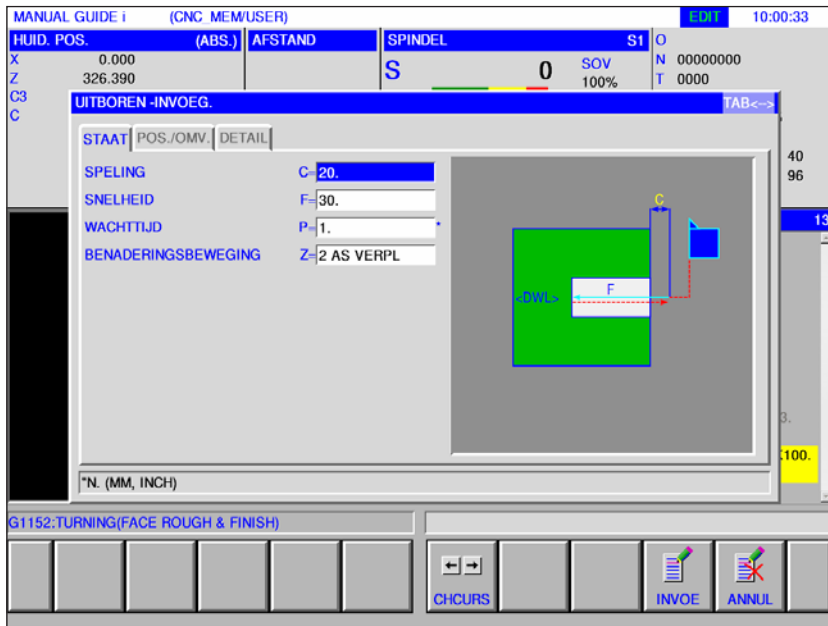 MANUAL GUIDE i (CNC_MEM/USER) EDIT 10:00:33
HUID. POS. (ABS.) AFSTAND SPINDEL S1 O
X 0.000 S 0 SOV N 00000000
Z 326.390 100% T 0000
C3
C
UITBOREN -INVOEG. TAB<-->
STAAT POS./OMV. DETAIL
SPELING C=20.
SNELHEID F=30.
WACHTTIJD P=1. *
BENADERINGSBEWEGING Z=2 AS VERPL
C
<DWL> F
40
96
13
3.
100.
*N. (MM, INCH)
G1152:TURNING(FACE ROUGH & FINISH)
CHCURS INVOE ANNUL